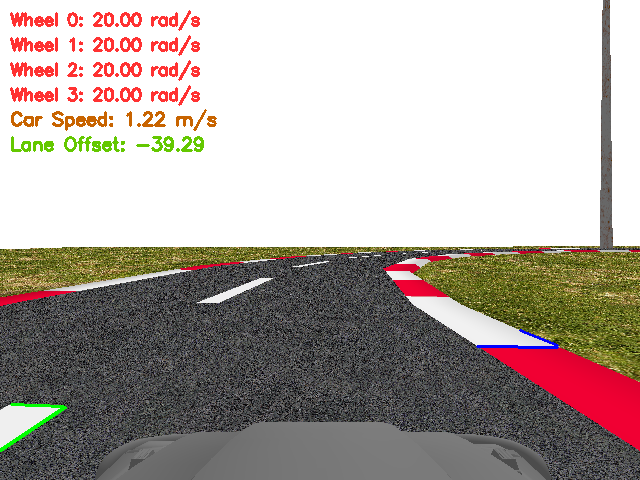 Wheel 0: 20.00 rad/s
Wheel 1: 20.00 rad/s
Wheel 2: 20.00 rad/s
Wheel 3: 20.00 rad/s
Car Speed: 1.22 m/s
Lane Offset: -39.29